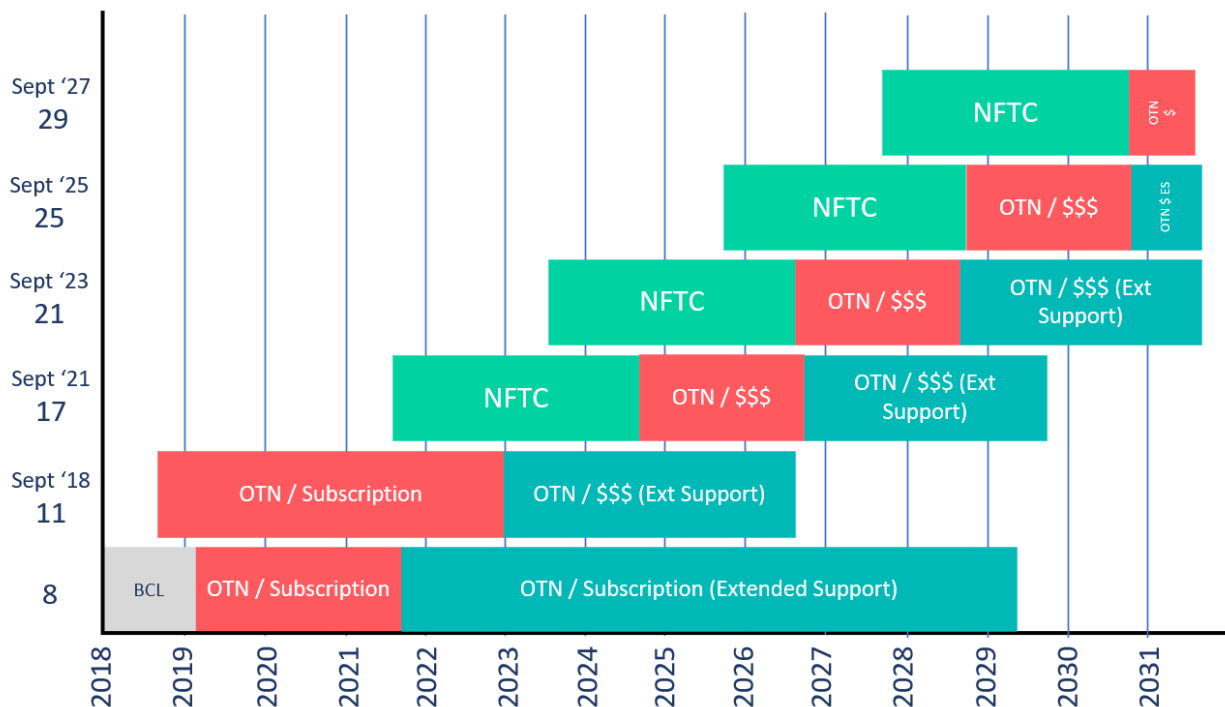 Sept ‘27
29
NFTC
OTN
$
Sept ‘25
25
NFTC
OTN / $$$
OTN $ ES
Sept ‘23
21
NFTC
OTN / $$$
OTN / $$$ (Ext
Support)
Sept ‘21
17
NFTC
OTN / $$$
OTN / $$$ (Ext
Support)
Sept ‘18
11
OTN / Subscription
OTN / $$$ (Ext Support)
8
BCL
OTN / Subscription
OTN / Subscription (Extended Support)
2018
2019
2020
2021
2022
2023
2024
2025
2026
2027
2028
2029
2030
2031